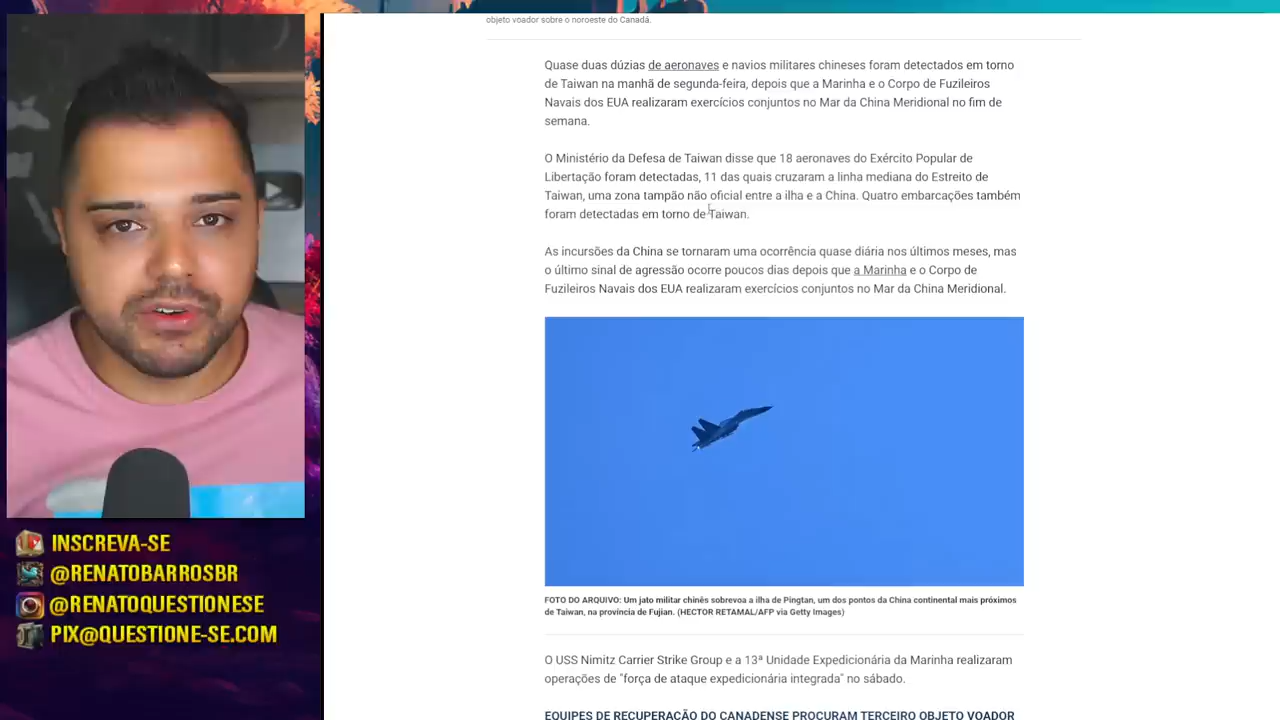 objeto voador sobre o noroeste do Canadá.
Quase duas dúzias de aeronaves e navios militares chineses foram detectados em torno
de Taiwan na manhã de segunda-feira, depois que a Marinha e o Corpo de Fuzileiros
Navais dos EUA realizaram exercícios conjuntos no Mar da China Meridional no fim de
semana.
O Ministério da Defesa de Taiwan disse que 18 aeronaves do Exército Popular de
Libertação foram detectadas, 11 das quais cruzaram a linha mediana do Estreito de
Taiwan, uma zona tampão não oficial entre a ilha e a China. Quatro embarcações também
foram detectadas em torno de Taiwan.
As incursões da China se tornaram uma ocorrência quase diária nos últimos meses, mas
o último sinal de agressão ocorre poucos dias depois que a Marinha e o Corpo de
Fuzileiros Navais dos EUA realizaram exercícios conjuntos no Mar da China Meridional.
FOTO DO ARQUIVO: Um jato militar chinês sobrevoa a ilha de Pingtan, um dos pontos da China continental mais próximos
de Taiwan, na província de Fujian. (HECTOR RETAMAL/AFP via Getty Images)
O USS Nimitz Carrier Strike Group e a 13ª Unidade Expedicionária da Marinha realizaram
operações de "força de ataque expedicionária integrada" no sábado.
EQUIPES DE RECUPERAÇÃO DO CANADENSE PROCURAM TERCEIRO OBJETO VOADOR
INSCREVA-SE
@RENATOBARROSBR
@RENATOQUESTIONESE
PIX@QUESTIONE-SE.COM